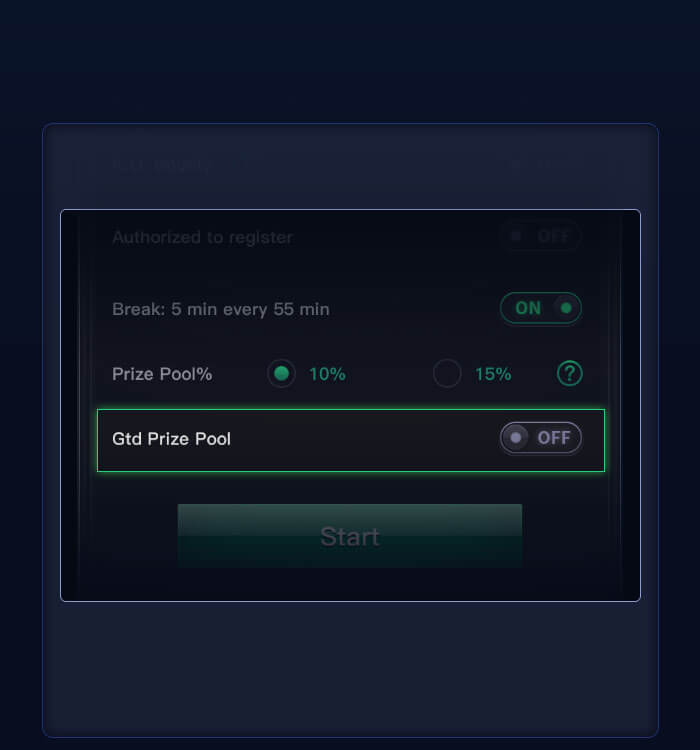 Authorized to register OFF
Break: 5 min every 55 min ON
Prize Pool% 10% 15% ?
Gtd Prize Pool OFF
Start